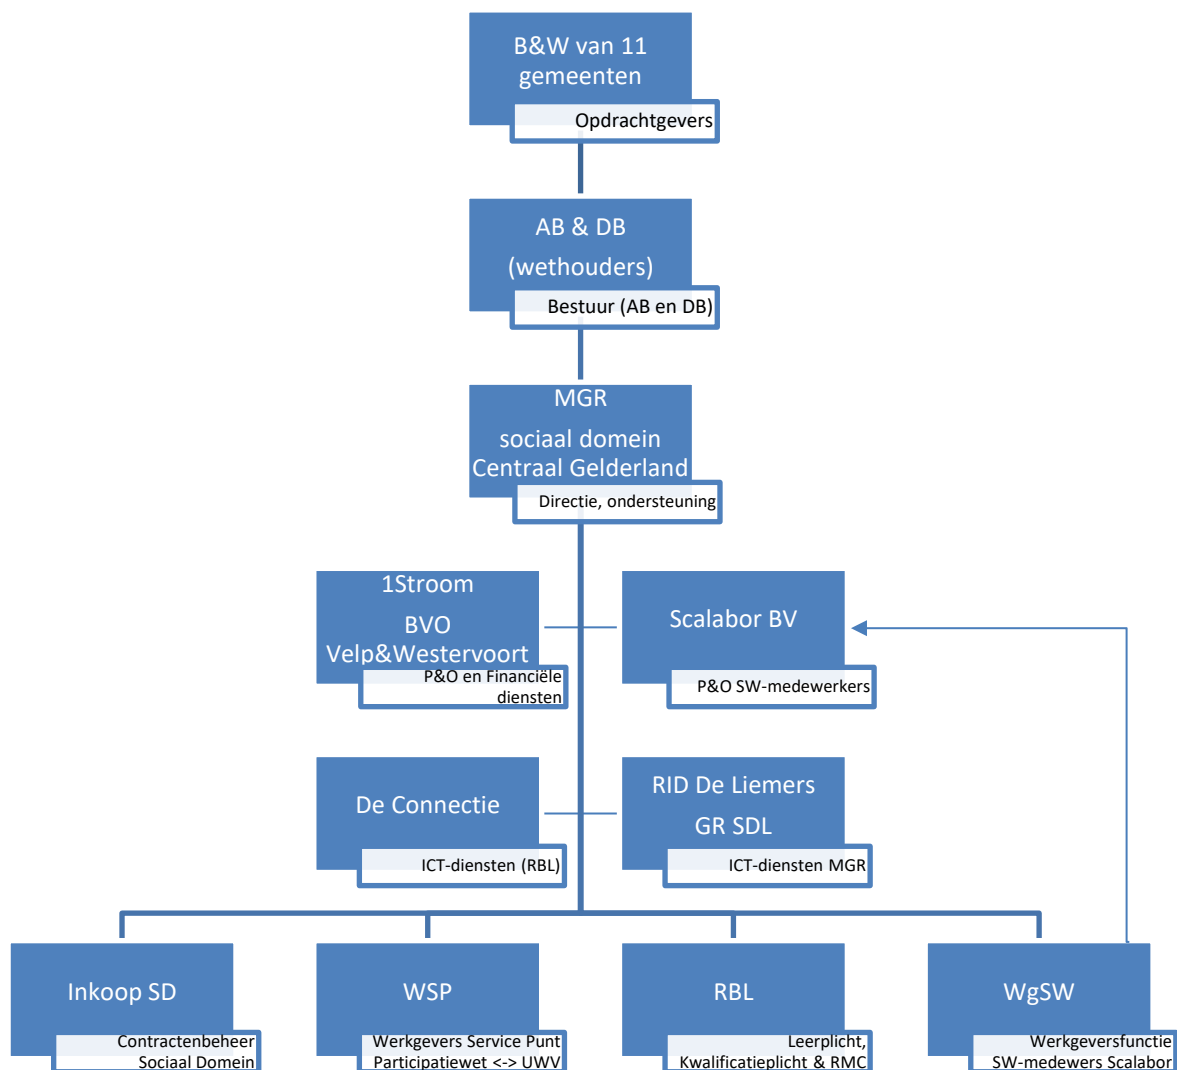 B&W van 11
gemeenten
Opdrachtgevers
AB & DB
(wethouders)
Bestuur (AB en DB)
MGR
sociaal domein
Centraal Gelderland
Directie, ondersteuning
1Stroom
BVO
Velp&Westervoort
P&O en Financiële
diensten
Scalabor BV
P&O SW-medewerkers
De Connectie
ICT-diensten (RBL)
RID De Liemers
GR SDL
ICT-diensten MGR
Inkoop SD
Contractenbeheer
Sociaal Domein
WSP
Werkgevers Service Punt
Participatiewet <-> UWV
RBL
Leerplicht,
Kwalificatieplicht & RMC
WgSW
Werkgeversfunctie
SW-medewers Scalabor